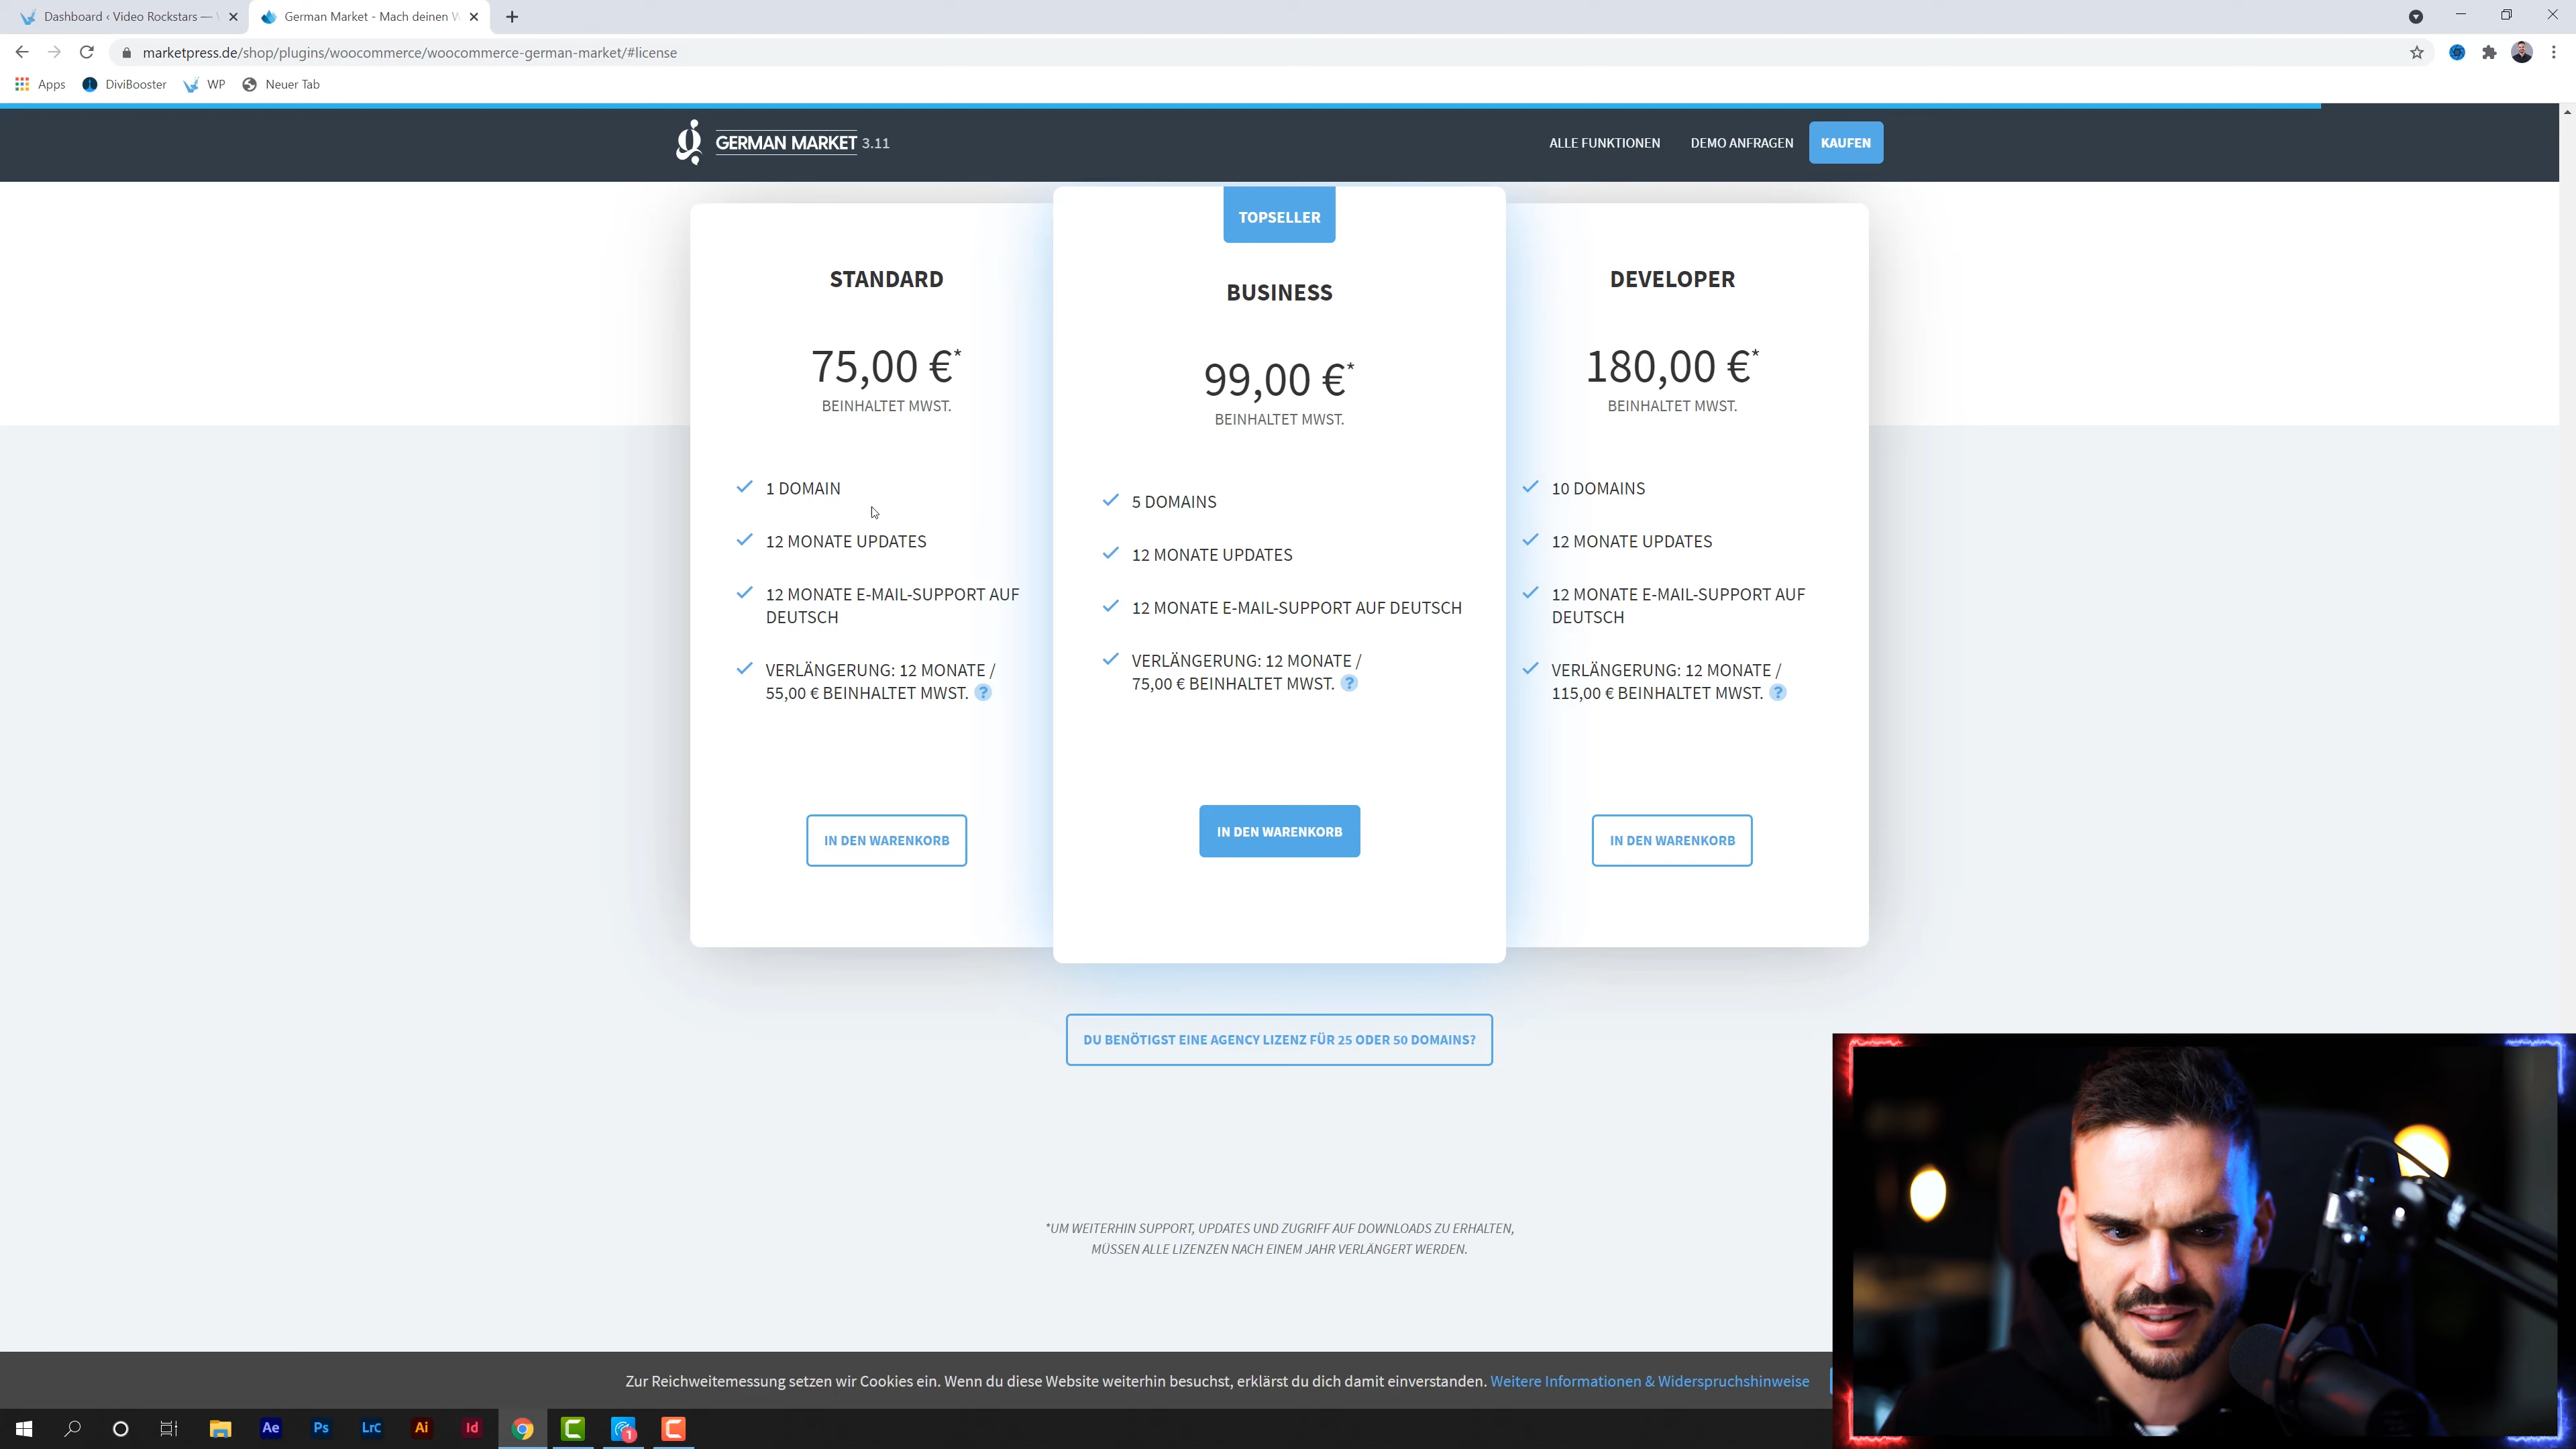 Dashboard ‹ Video Rockstars —
German Market - Mach deinen W
marketpress.de/shop/plugins/woocommerce/woocommerce-german-market/#license
Apps
DiviBooster
WP
Neuer Tab
GERMAN MARKET 3.11
ALLE FUNKTIONEN
DEMO ANFRAGEN
KAUFEN
STANDARD
75,00 €*
BEINHALTET MWST.
1 DOMAIN
12 MONATE UPDATES
12 MONATE E-MAIL-SUPPORT AUF
DEUTSCH
VERLÄNGERUNG: 12 MONATE /
55,00 € BEINHALTET MWST. ?
IN DEN WARENKORB
TOPSELLER
BUSINESS
99,00 €*
BEINHALTET MWST.
5 DOMAINS
12 MONATE UPDATES
12 MONATE E-MAIL-SUPPORT AUF DEUTSCH
VERLÄNGERUNG: 12 MONATE /
75,00 € BEINHALTET MWST. ?
IN DEN WARENKORB
DEVELOPER
180,00 €*
BEINHALTET MWST.
10 DOMAINS
12 MONATE UPDATES
12 MONATE E-MAIL-SUPPORT AUF
DEUTSCH
VERLÄNGERUNG: 12 MONATE /
115,00 € BEINHALTET MWST. ?
IN DEN WARENKORB
DU BENÖTIGST EINE AGENCY LIZENZ FÜR 25 ODER 50 DOMAINS?
*UM WEITERHIN SUPPORT, UPDATES UND ZUGRIFF AUF DOWNLOADS ZU ERHALTEN,
MÜSSEN ALLE LIZENZEN NACH EINEM JAHR VERLÄNGERT WERDEN.
Zur Reichweitemessung setzen wir Cookies ein. Wenn du diese Website weiterhin besuchst, erklärst du dich damit einverstanden. Weitere Informationen & Widerspruchshinweise
Ae
Ps
LrC
Ai
Id
1